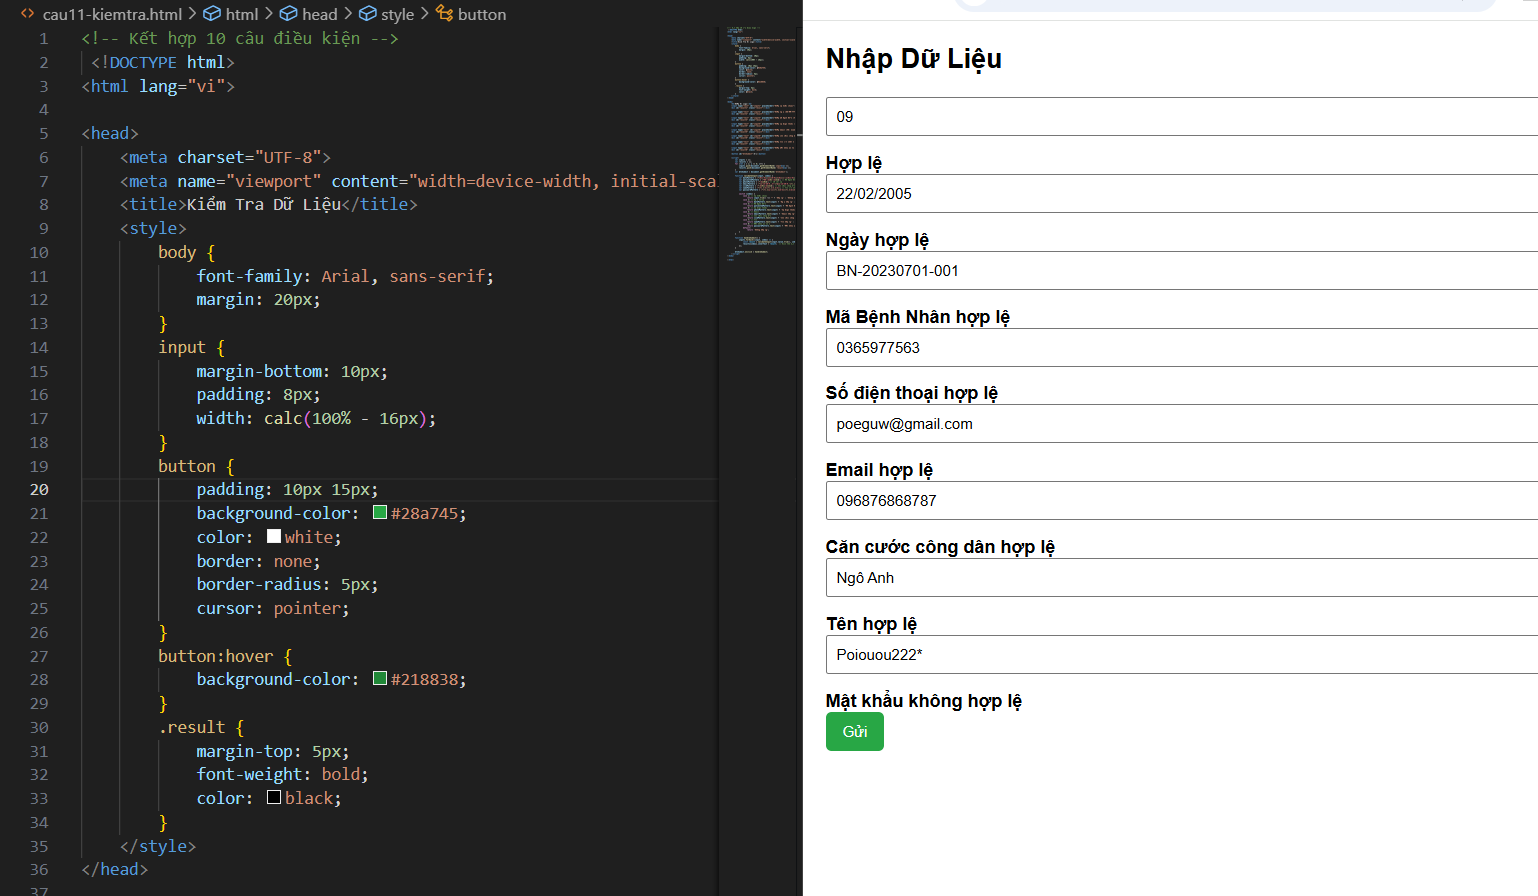 cau11-kiemtra.html > html > head > style > button
1 <!-- Kết hợp 10 câu điều kiện -->
2 <!DOCTYPE html>
3 <html lang="vi">
4
5 <head>
6 <meta charset="UTF-8">
7 <meta name="viewport" content="width=device-width, initial-scal
8 <title>Kiểm Tra Dữ Liệu</title>
9 <style>
10 body {
11 font-family: Arial, sans-serif;
12 margin: 20px;
13 }
14 input {
15 margin-bottom: 10px;
16 padding: 8px;
17 width: calc(100% - 16px);
18 }
19 button {
20 padding: 10px 15px;
21 background-color: #28a745;
22 color: white;
23 border: none;
24 border-radius: 5px;
25 cursor: pointer;
26 }
27 button:hover {
28 background-color: #218838;
29 }
30 .result {
31 margin-top: 5px;
32 font-weight: bold;
33 color: black;
34 }
35 </style>
36 </head>
37
Nhập Dữ Liệu
09
Hợp lệ
22/02/2005
Ngày hợp lệ
BN-20230701-001
Mã Bệnh Nhân hợp lệ
0365977563
Số điện thoại hợp lệ
poeguw@gmail.com
Email hợp lệ
096876868787
Căn cước công dân hợp lệ
Ngô Anh
Tên hợp lệ
Poiouou222*
Mật khẩu không hợp lệ
Gửi